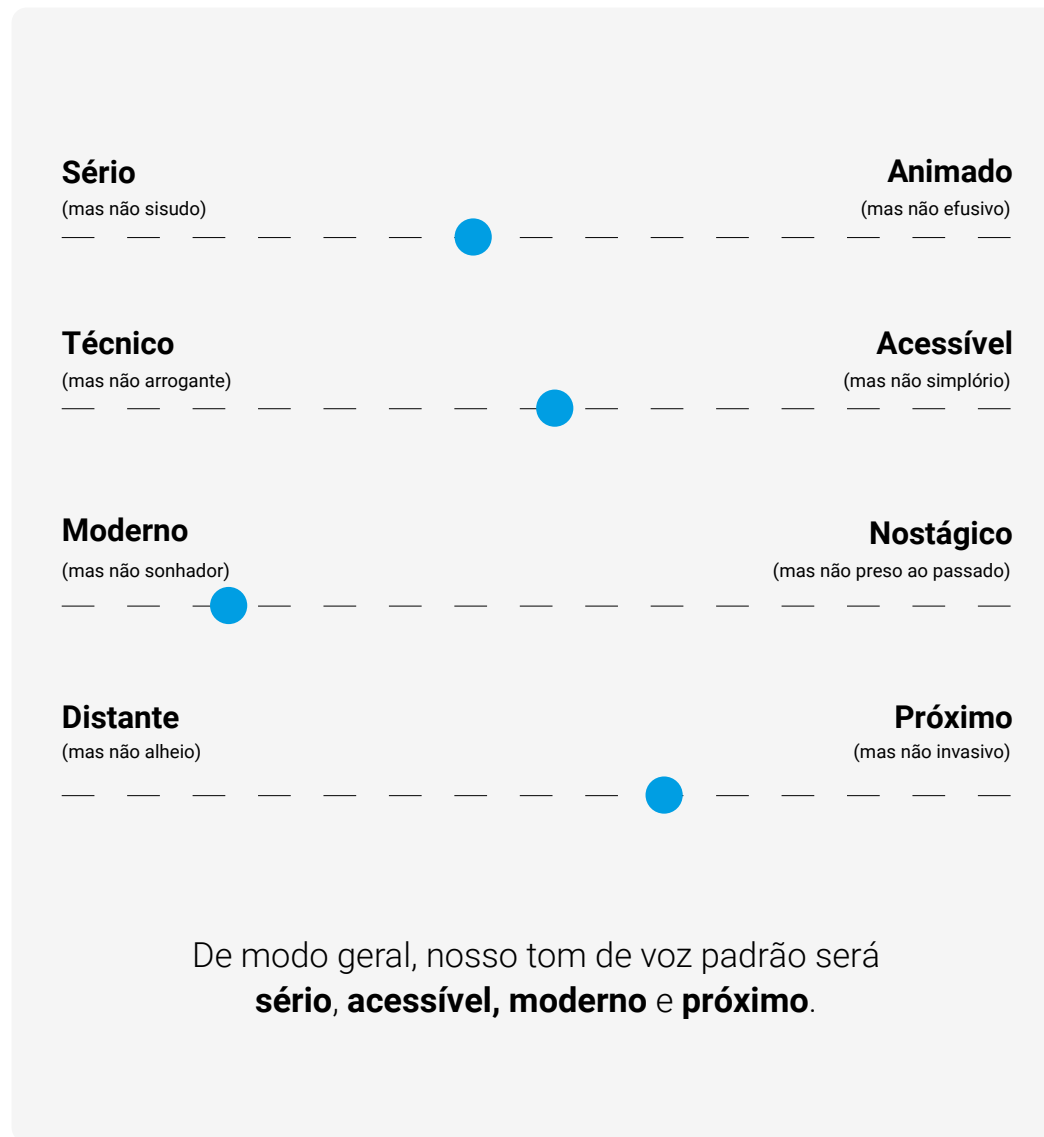 Sério
Animado
(mas não sisudo)
(mas não efusivo)
Técnico
Acessível
(mas não arrogante)
(mas não simplório)
Moderno
Nostágico
(mas não sonhador)
(mas não preso ao passado)
Distante
Próximo
(mas não alheio)
(mas não invasivo)
De modo geral, nosso tom de voz padrão será
sério, acessível, moderno e próximo.